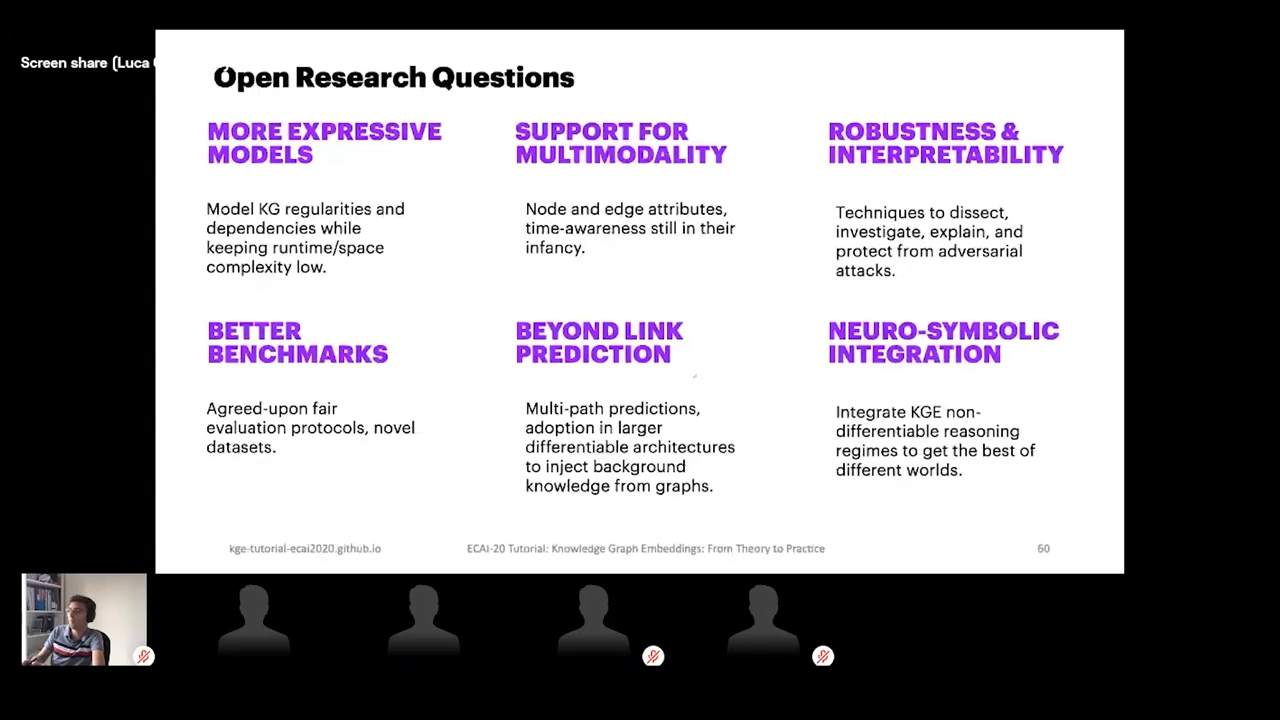 Screen share (Luca
Open Research Questions
MORE EXPRESSIVE
MODELS
Model KG regularities and
dependencies while
keeping runtime/space
complexity low.
SUPPORT FOR
MULTIMODALITY
Node and edge attributes,
time-awareness still in their
infancy.
ROBUSTNESS &
INTERPRETABILITY
Techniques to dissect,
investigate, explain, and
protect from adversarial
attacks.
BETTER
BENCHMARKS
Agreed-upon fair
evaluation protocols, novel
datasets.
BEYOND LINK
PREDICTION
Multi-path predictions,
adoption in larger
differentiable architectures
to inject background
knowledge from graphs.
NEURO-SYMBOLIC
INTEGRATION
Integrate KGE non-
differentiable reasoning
regimes to get the best of
different worlds.
kge-tutorial-ecai2020.github.io
ECAI-20 Tutorial: Knowledge Graph Embeddings: From Theory to Practice
60